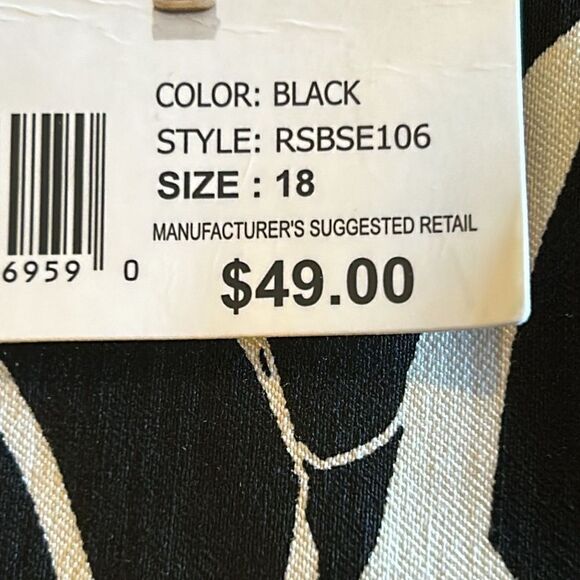 COLOR: BLACK
STYLE: RSBSE106
SIZE : 18
MANUFACTURER'S SUGGESTED RETAIL
6959 0
$49.00